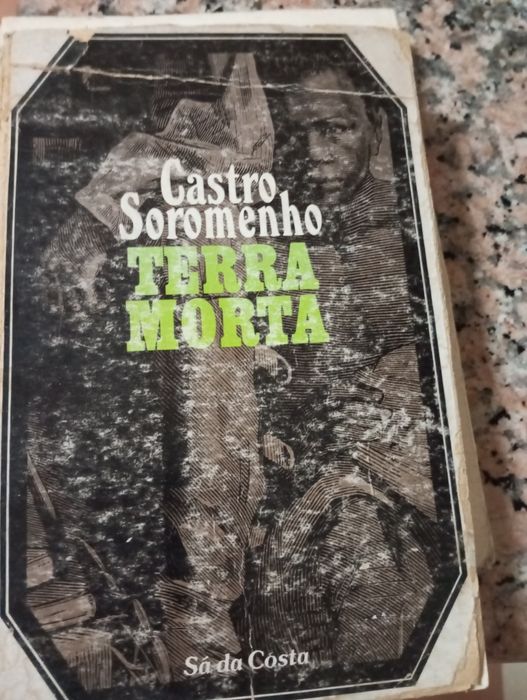 Castro
Soromenho
TERRA
MORTA
Sá da Costa